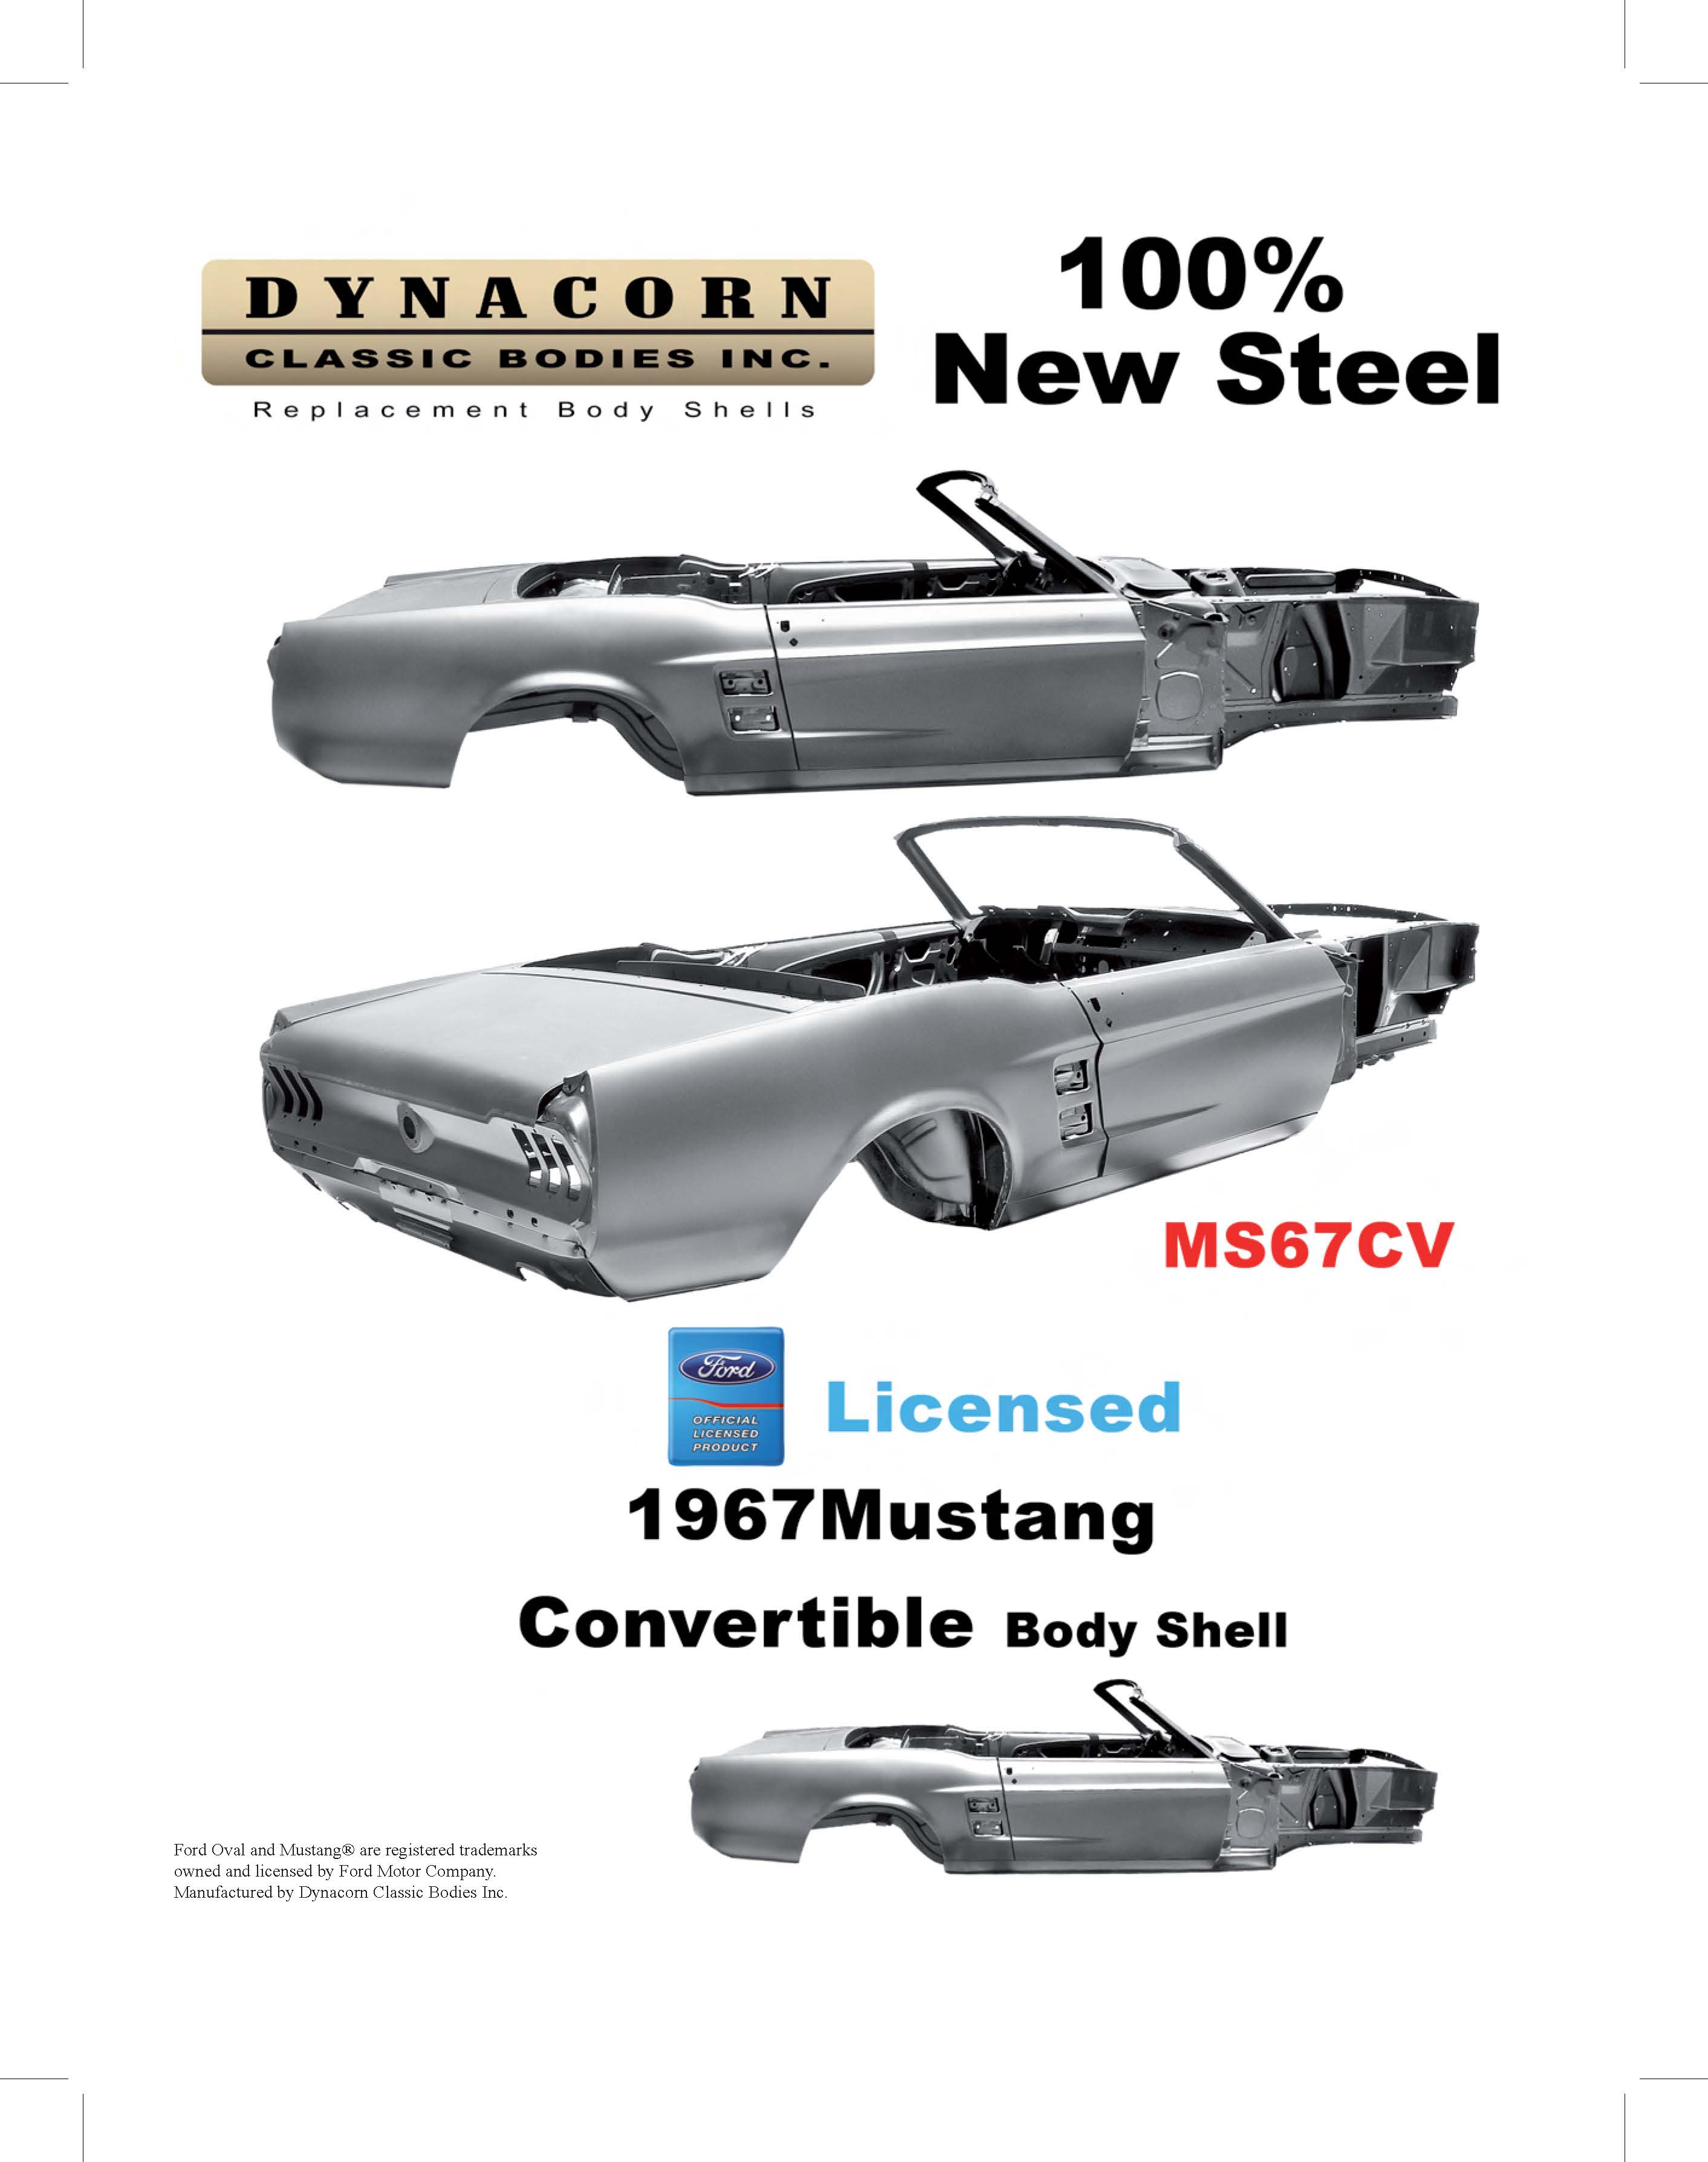 DYNACORN
CLASSIC BODIES INC.
Replacement Body Shells
100%
New Steel
MS67CV
Ford
OFFICIAL
LICENSED
PRODUCT
Licensed
1967Mustang
Convertible Body Shell
Ford Oval and Mustang® are registered trademarks
owned and licensed by Ford Motor Company.
Manufactured by Dynacorn Classic Bodies Inc.